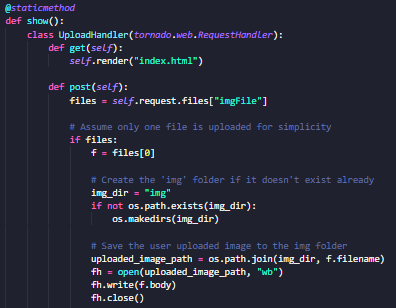 @staticmethod
def show():
    class UploadHandler(tornado.web.RequestHandler):
        def get(self):
            self.render("index.html")

        def post(self):
            files = self.request.files["imgFile"]

            # Assume only one file is uploaded for simplicity
            if files:
                f = files[0]

                # Create the 'img' folder if it doesn't exist already
                img_dir = "img"
                if not os.path.exists(img_dir):
                    os.makedirs(img_dir)

                # Save the user uploaded image to the img folder
                uploaded_image_path = os.path.join(img_dir, f.filename)
                fh = open(uploaded_image_path, "wb")
                fh.write(f.body)
                fh.close()